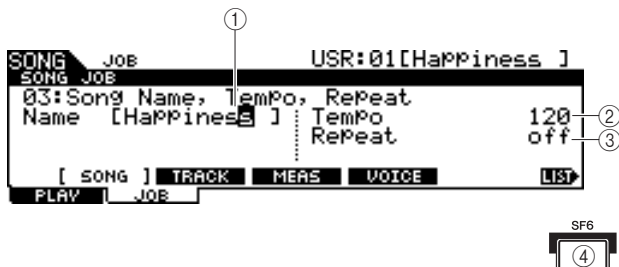 ①
SONG JOB USR:01[Happiness ]
SONG JOB
03:Song Name, Tempo, Repeat
Name [Happiness ] Tempo 120 ②
Repeat off ③
[ SONG ] TRACK MEAS VOICE LIST
PLAY JOB
SF6
④